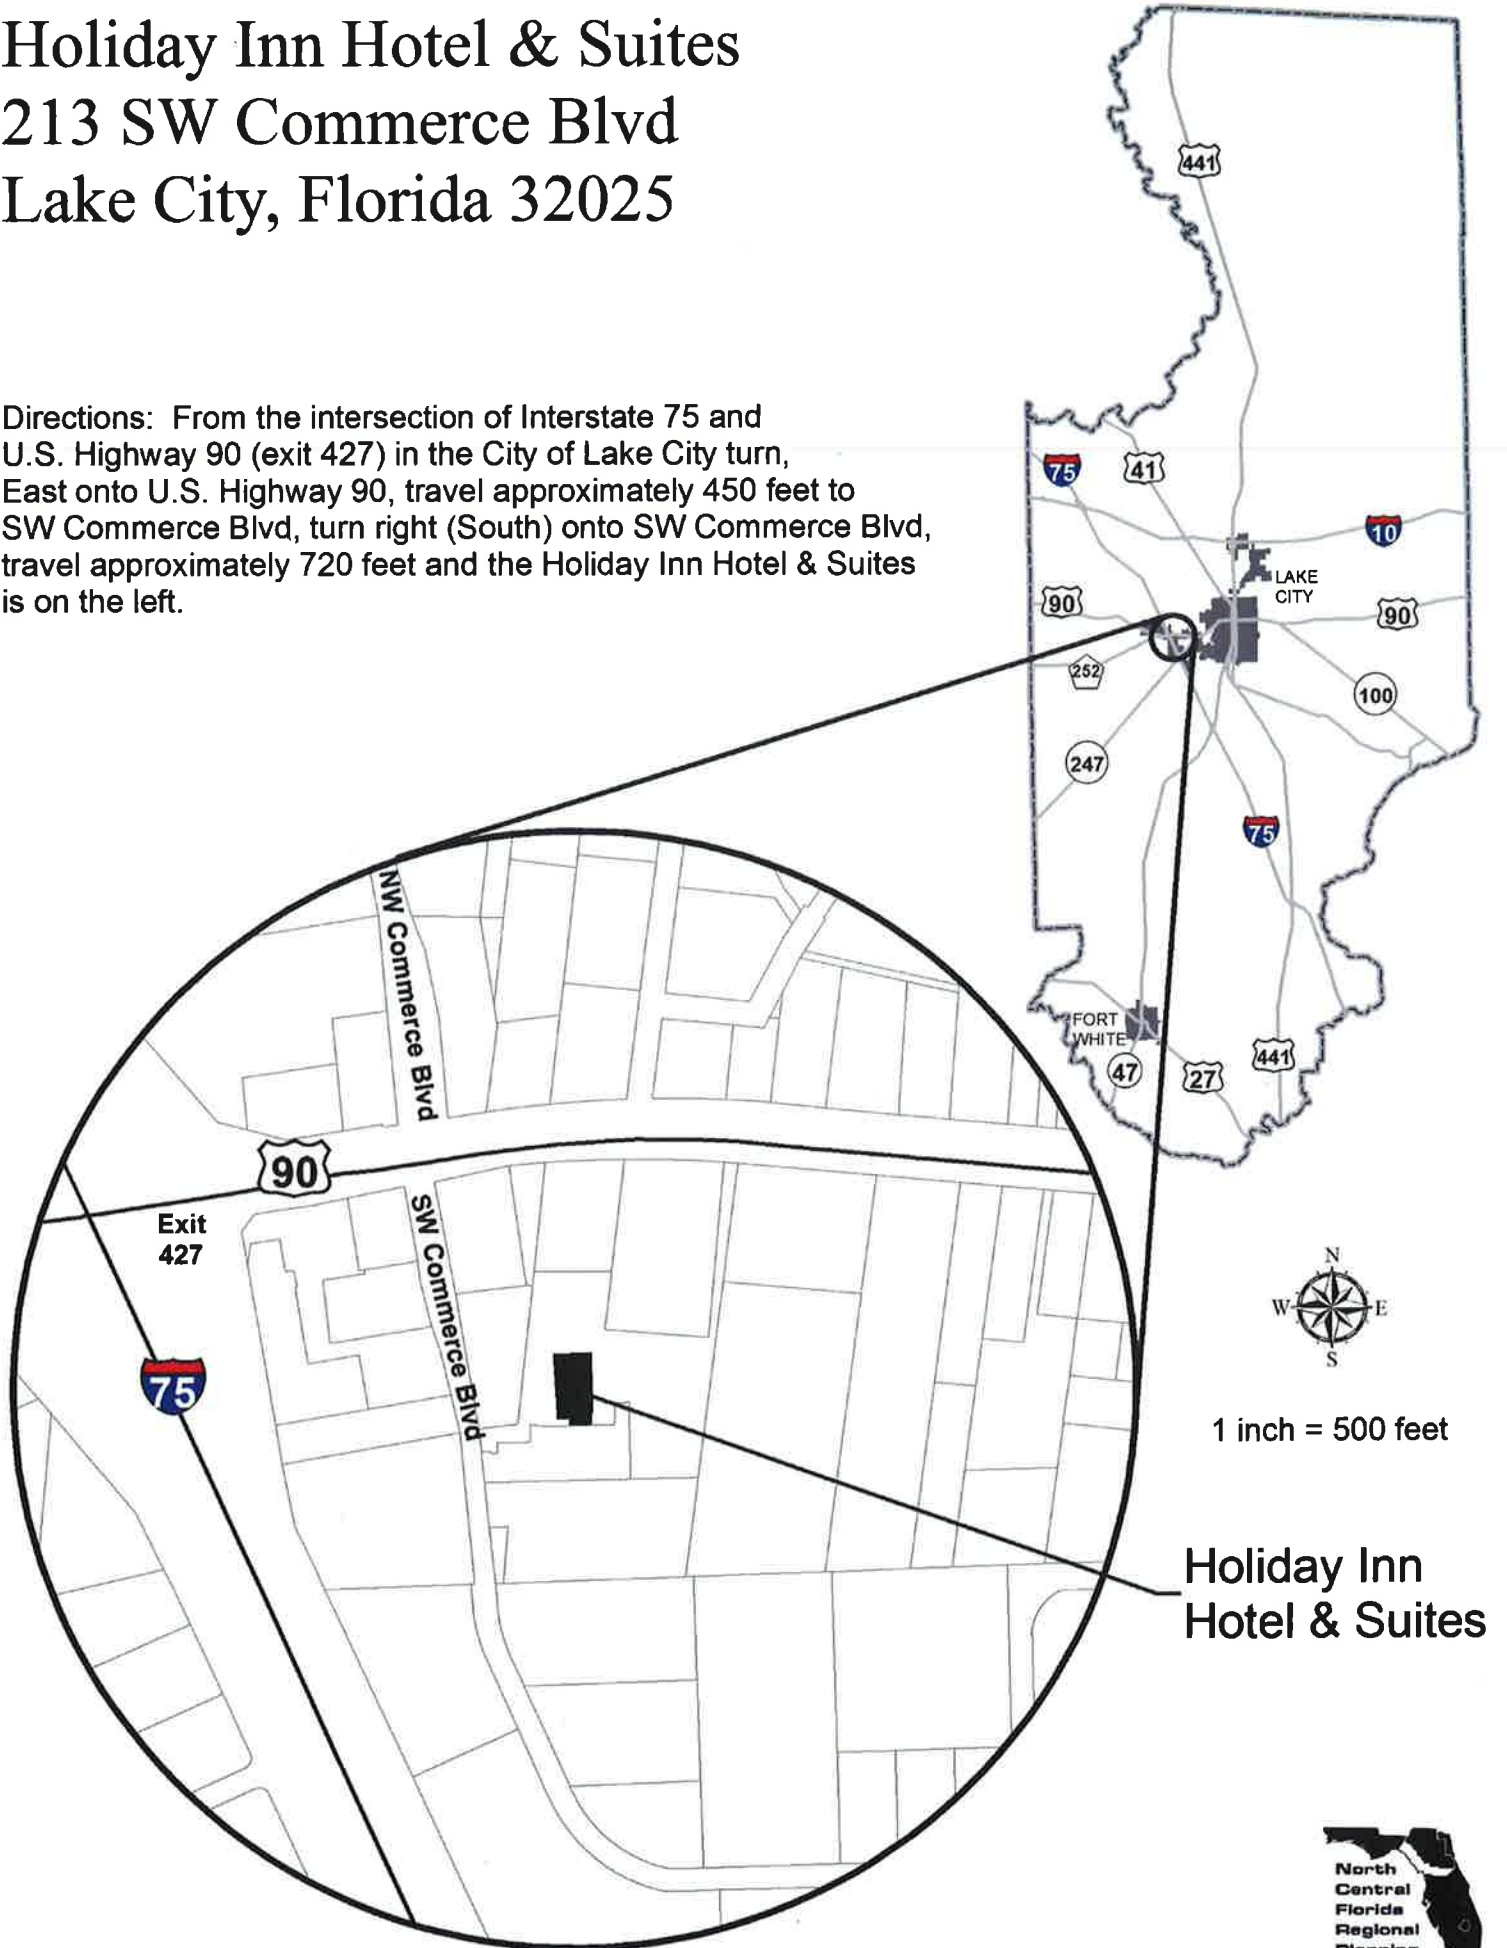 Holiday Inn Hotel & Suites
213 SW Commerce Blvd
Lake City, Florida 32025
Directions:  From the intersection of Interstate 75 and
U.S. Highway 90 (exit 427) in the City of Lake City turn,
East onto U.S. Highway 90, travel approximately 450 feet to
SW Commerce Blvd, turn right (South) onto SW Commerce Blvd,
travel approximately 720 feet and the Holiday Inn Hotel & Suites
is on the left.
441
75
41
10
LAKE
CITY
90
90
252
100
247
75
FORT
WHITE
47
27
441
NW Commerce Blvd
90
Exit
427
SW Commerce Blvd
75
N
W
E
S
1 inch = 500 feet
Holiday Inn
Hotel & Suites
North
Central
Florida
Regional